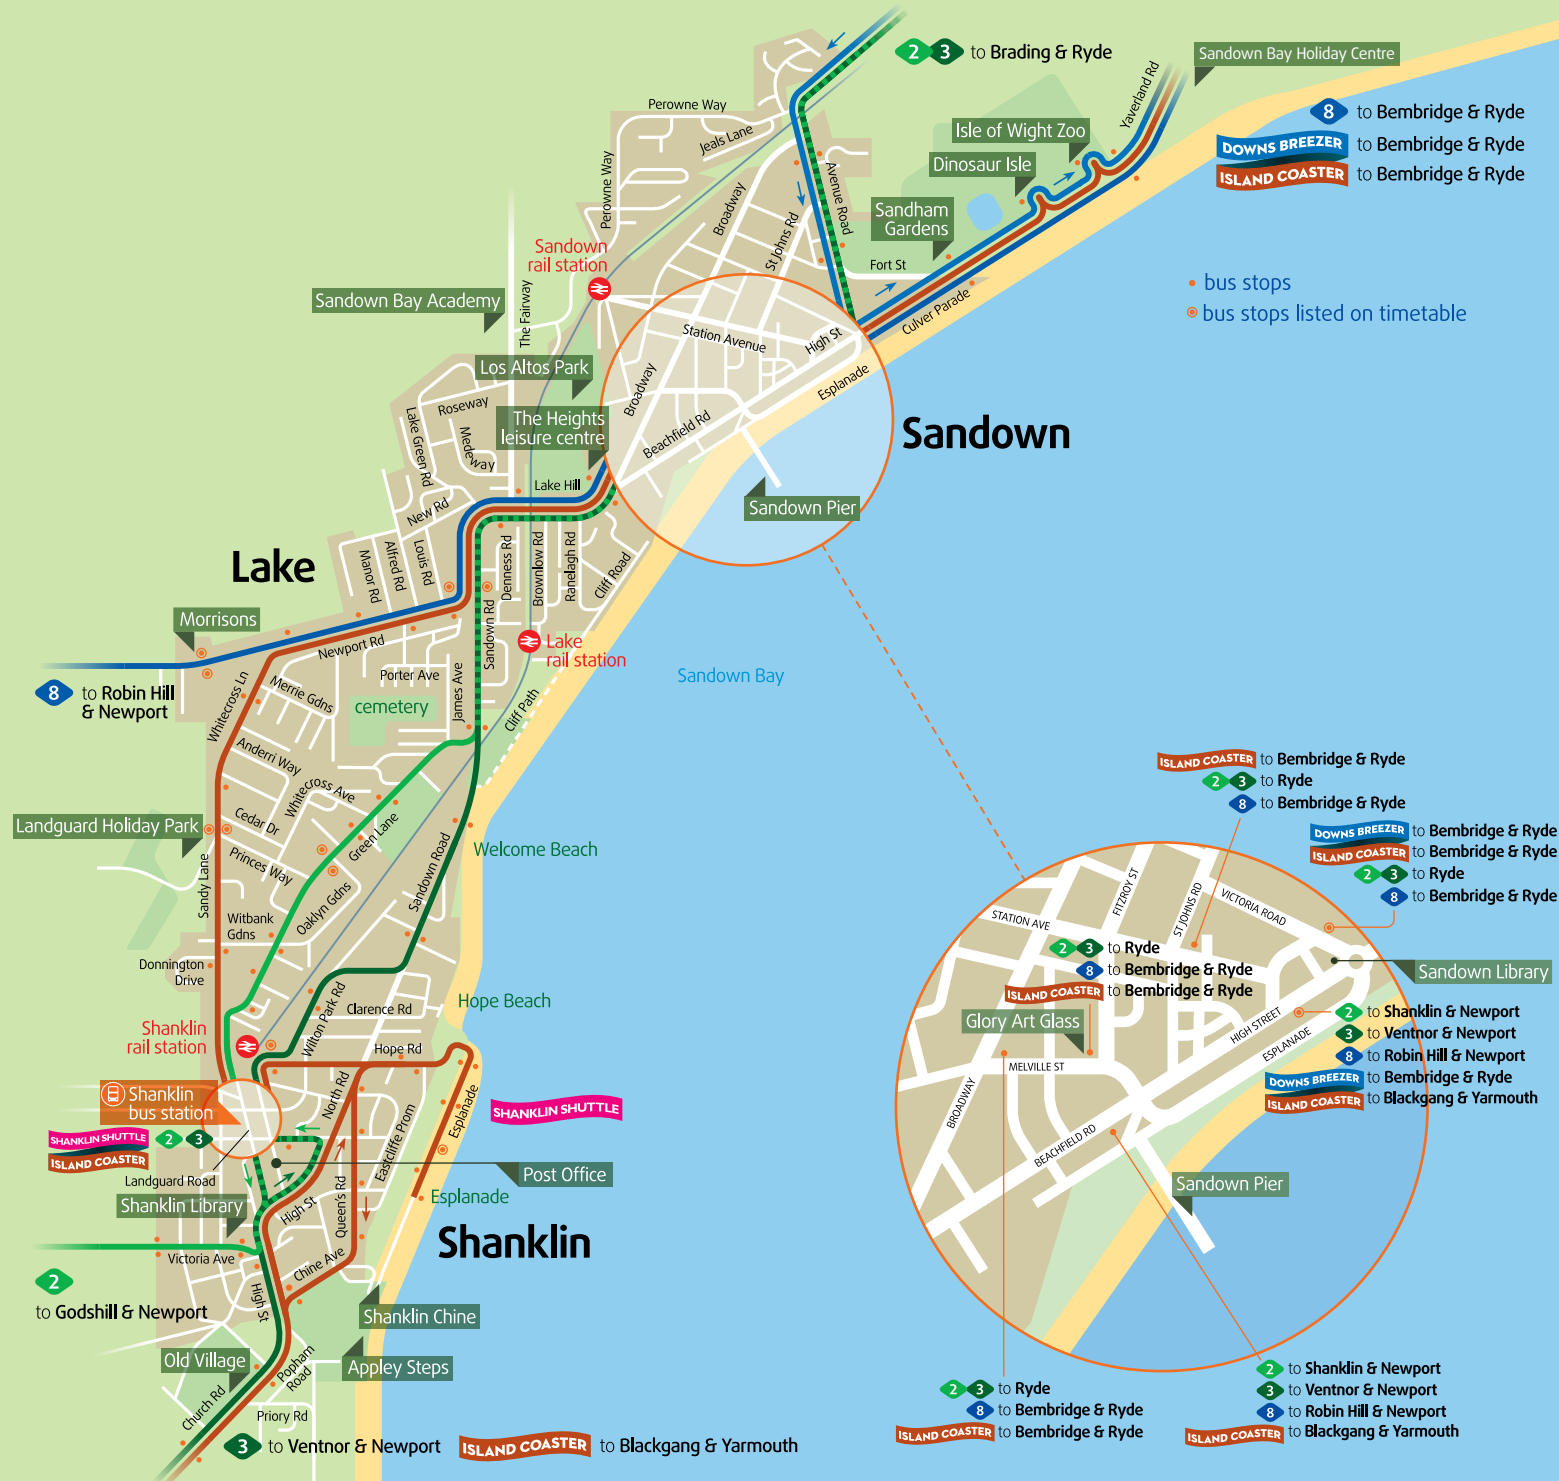 2 3 to Brading & Ryde
Sandown Bay Holiday Centre
8 to Bembridge & Ryde
DOWNS BREEZER to Bembridge & Ryde
ISLAND COASTER to Bembridge & Ryde
Yaverland Rd
Isle of Wight Zoo
Dinosaur Isle
Sandham
Gardens
Perowne Way
Jeals Lane
Perowne Way
Broadway
St Johns Rd
Avenue Road
Fort St
Culver Parade
bus stops
bus stops listed on timetable
Sandown
rail station
Sandown Bay Academy
The Fairway
Station Avenue
High St
Esplanade
Los Altos Park
Broadway
Beachfield Rd
The Heights
leisure centre
Sandown
Sandown Pier
Roseway
Lake Green Rd
Medeway
New Rd
Lake Hill
Lake
Manor Rd
Alfred Rd
Louis Rd
Denness Rd
Brownlow Rd
Ranelagh Rd
Cliff Road
Sandown Rd
Morrisons
Newport Rd
Lake
rail station
8 to Robin Hill
& Newport
Whitecross Ln
Merrie Gdns
Porter Ave
cemetery
James Ave
Cliff Path
Sandown Bay
Anderri Way
Whitecross Ave
Cedar Dr
Landguard Holiday Park
Princes Way
Green Lane
Sandown Road
Welcome Beach
Sandy Lane
Oaklyn Gdns
Witbank
Gdns
Donnington
Drive
Wilton Park Rd
Clarence Rd
Hope Beach
Shanklin
rail station
Hope Rd
North Rd
Shanklin
bus station
SHANKLIN SHUTTLE 2 3
ISLAND COASTER
Esplanade
Eastcliffe Prom
SHANKLIN SHUTTLE
Landguard Road
Post Office
Shanklin Library
High St
Queen's Rd
Esplanade
Shanklin
Victoria Ave
Chine Ave
2
to Godshill & Newport
High St
Shanklin Chine
Old Village
Popham
Road
Appley Steps
Church Rd
Priory Rd
3 to Ventnor & Newport
ISLAND COASTER to Blackgang & Yarmouth
ISLAND COASTER to Bembridge & Ryde
2 3 to Ryde
8 to Bembridge & Ryde
DOWNS BREEZER to Bembridge & Ryde
ISLAND COASTER to Bembridge & Ryde
2 3 to Ryde
8 to Bembridge & Ryde
FITZROY ST
ST JOHNS RD
VICTORIA ROAD
STATION AVE
2 3 to Ryde
8 to Bembridge & Ryde
ISLAND COASTER to Bembridge & Ryde
Sandown Library
Glory Art Glass
HIGH STREET
ESPLANADE
2 to Shanklin & Newport
3 to Ventnor & Newport
8 to Robin Hill & Newport
DOWNS BREEZER to Bembridge & Ryde
ISLAND COASTER to Blackgang & Yarmouth
MELVILLE ST
BROADWAY
BEACHFIELD RD
Sandown Pier
2 3 to Ryde
8 to Bembridge & Ryde
ISLAND COASTER to Bembridge & Ryde
2 to Shanklin & Newport
3 to Ventnor & Newport
8 to Robin Hill & Newport
ISLAND COASTER to Blackgang & Yarmouth